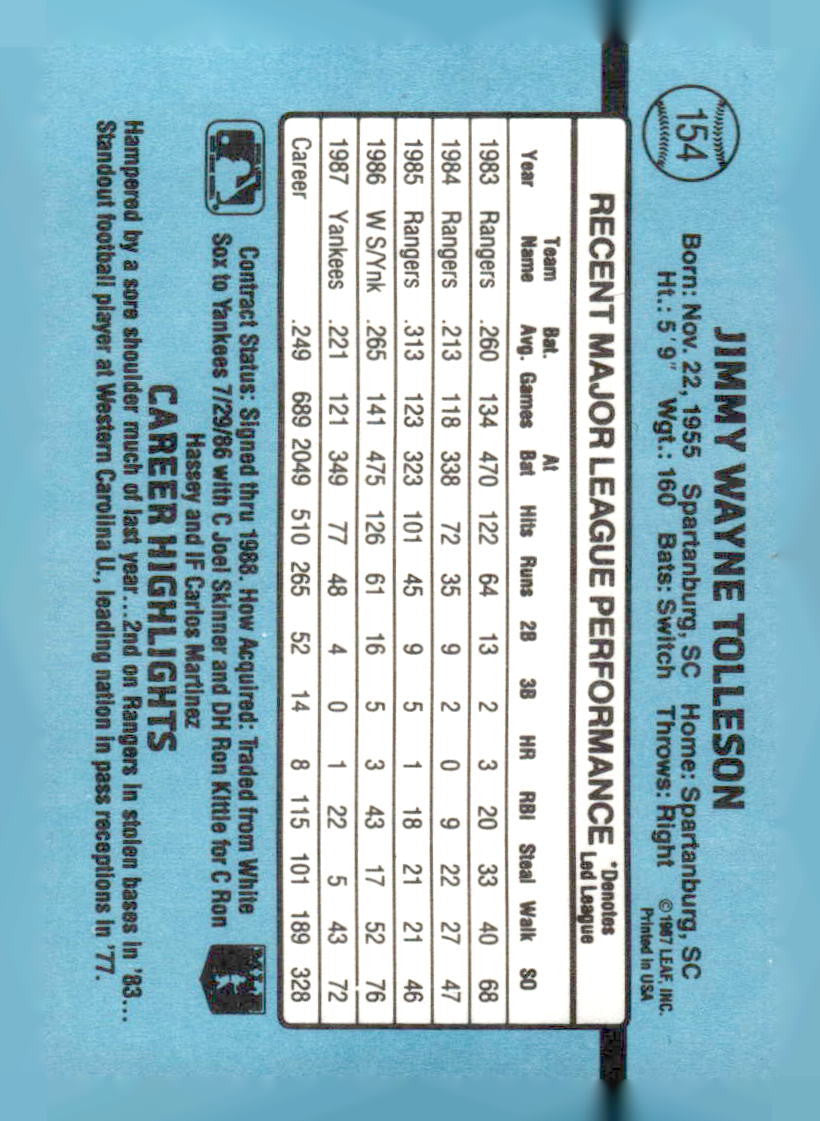 154
JIMMY WAYNE TOLLESON
Born: Nov. 22, 1955 Spartanburg, SC Home: Spartanburg, SC
Ht.: 5'9" Wgt.: 160 Bats: Switch Throws: Right
©1987 LEAF, INC.
Printed in USA
RECENT MAJOR LEAGUE PERFORMANCE *Denotes Led League
Year Team Name Bat. Avg. Games At Bat Hits Runs 2B 3B HR RBI Steal Walk SO
1983 Rangers .260 134 470 122 64 13 2 3 20 33 40 68
1984 Rangers .213 118 338 72 35 9 2 0 9 22 27 47
1985 Rangers .313 123 323 101 45 9 5 1 18 21 21 46
1986 W S/Ynk .265 141 475 126 61 16 5 3 43 17 52 76
1987 Yankees .221 121 349 77 48 4 0 1 22 5 43 72
Career .249 689 2049 510 265 52 14 8 115 101 189 328
Contract Status: Signed thru 1988. How Acquired: Traded from White
Sox to Yankees 7/29/86 with C Joel Skinner and DH Ron Kittle for C Ron
Hassey and IF Carlos Martinez
CAREER HIGHLIGHTS
Hampered by a sore shoulder much of last year...2nd on Rangers in stolen bases in '83...
Standout football player at Western Carolina U., leading nation in pass receptions in '77.